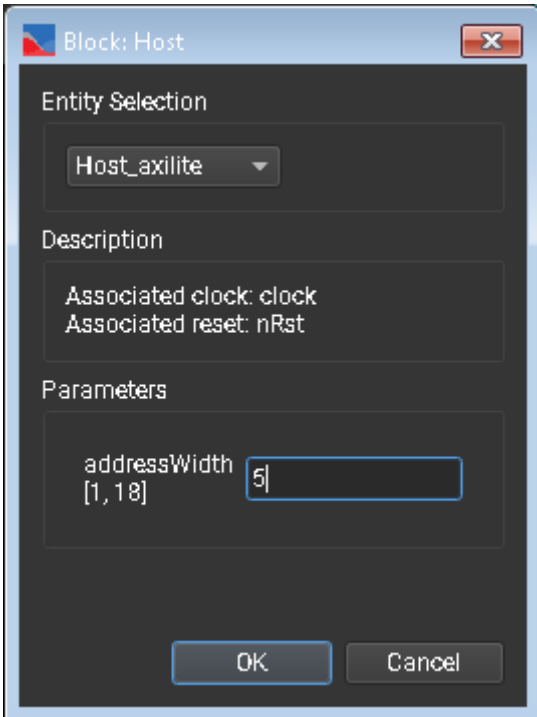 Block: Host
Entity Selection
Host_axilite
Description
Associated clock: clock
Associated reset: nRst
Parameters
addressWidth
[1, 18]
5
OK
Cancel